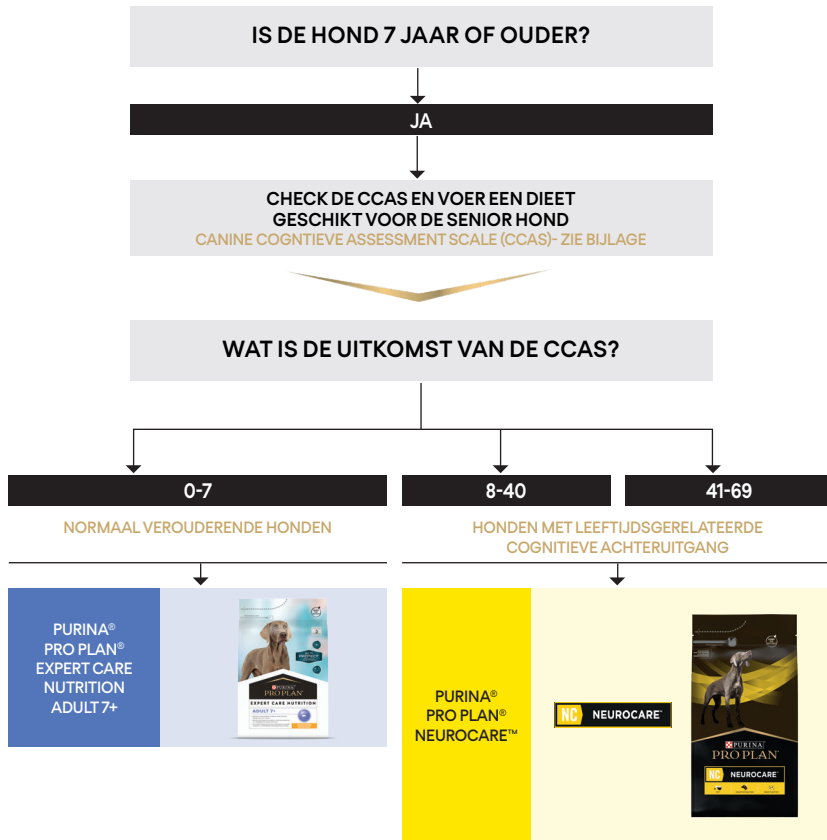 IS DE HOND 7 JAAR OF OUDER?
JA
CHECK DE CCAS EN VOER EEN DIEET
GESCHIKT VOOR DE SENIOR HOND
CANINE COGNTIEVE ASSESSMENT SCALE (CCAS)- ZIE BIJLAGE
WAT IS DE UITKOMST VAN DE CCAS?
0-7
8-40
41-69
NORMAAL VEROUDERENDE HONDEN
HONDEN MET LEEFTIJDSGERELATEERDE
COGNITIEVE ACHTERUITGANG
PURINA®
PRO PLAN®
EXPERT CARE
NUTRITION
ADULT 7+
PURINA
PRO PLAN
EXPERT CARE NUTRITION
ADULT 7+
PURINA®
PRO PLAN®
NEUROCARE™
NC NEUROCARE™
PURINA
PRO PLAN
NC NEUROCARE